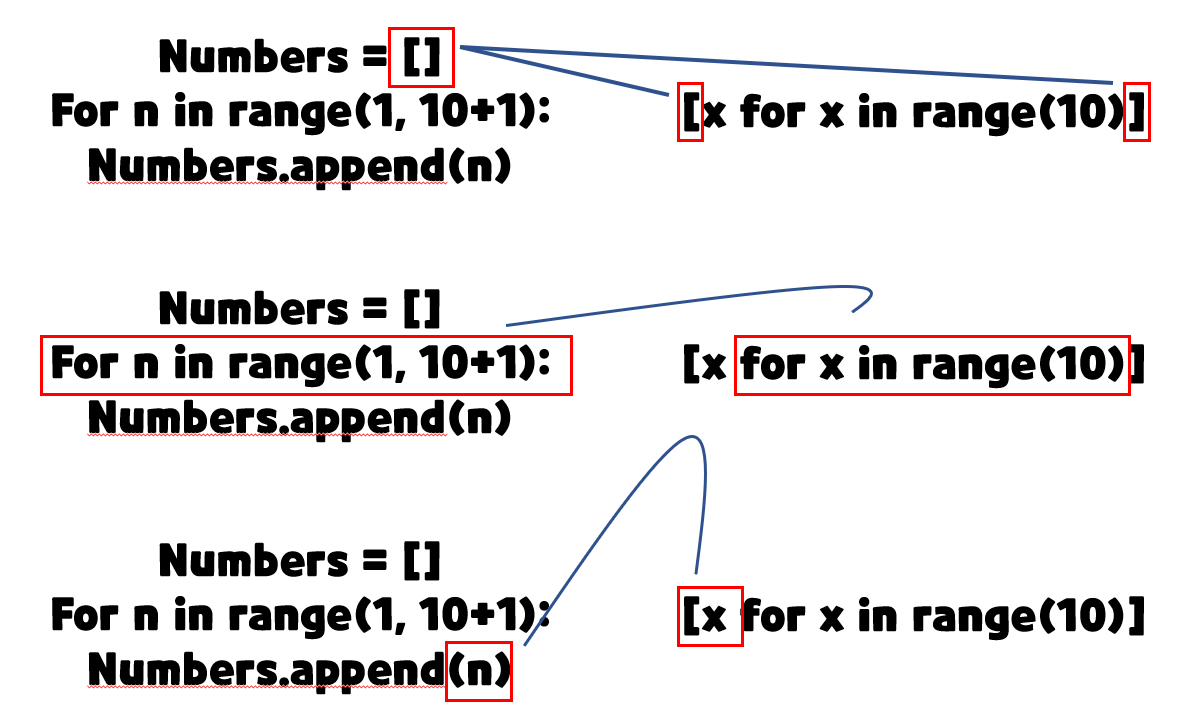 Numbers = []
For n in range(1, 10+1):
Numbers.append(n)
[x for x in range(10)]
Numbers = []
For n in range(1, 10+1):
Numbers.append(n)
[x for x in range(10)]
Numbers = []
For n in range(1, 10+1):
Numbers.append(n)
[x for x in range(10)]